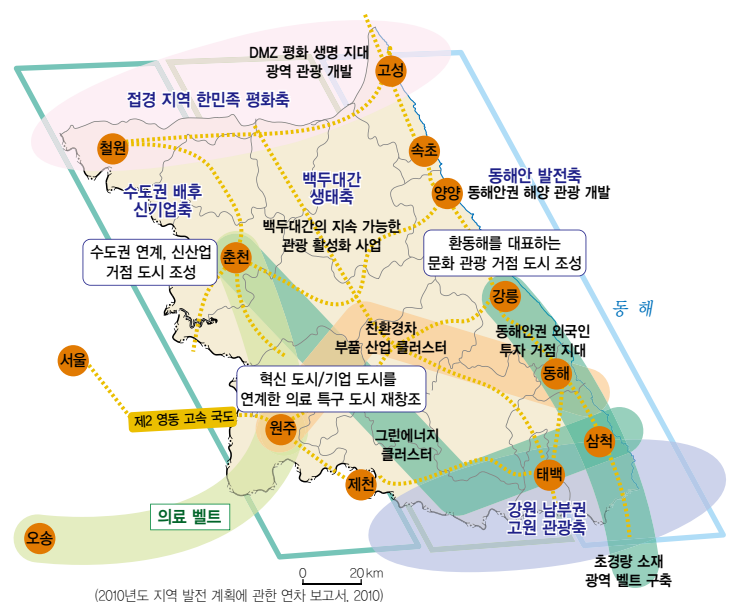 DMZ 평화 생명 지대
광역 관광 개발
고성
접경 지역 한민족 평화축
철원
속초
수도권 배후
신기업축
백두대간
생태축
동해안 발전축
양양
동해안권 해양 관광 개발
백두대간의 지속 가능한
관광 활성화 사업
수도권 연계, 신산업
거점 도시 조성
춘천
환동해를 대표하는
문화 관광 거점 도시 조성
강릉
동 해
친환경차
부품 산업 클러스터
동해안권 외국인
투자 거점 지대
서울
동해
혁신 도시/기업 도시를
연계한 의료 특구 도시 재창조
제2 영동 고속 국도
원주
그린에너지
클러스터
삼척
제천
태백
의료 벨트
강원 남부권
고원 관광축
오송
초경량 소재
광역 벨트 구축
0 20 km
(2010년도 지역 발전 계획에 관한 연차 보고서, 2010)